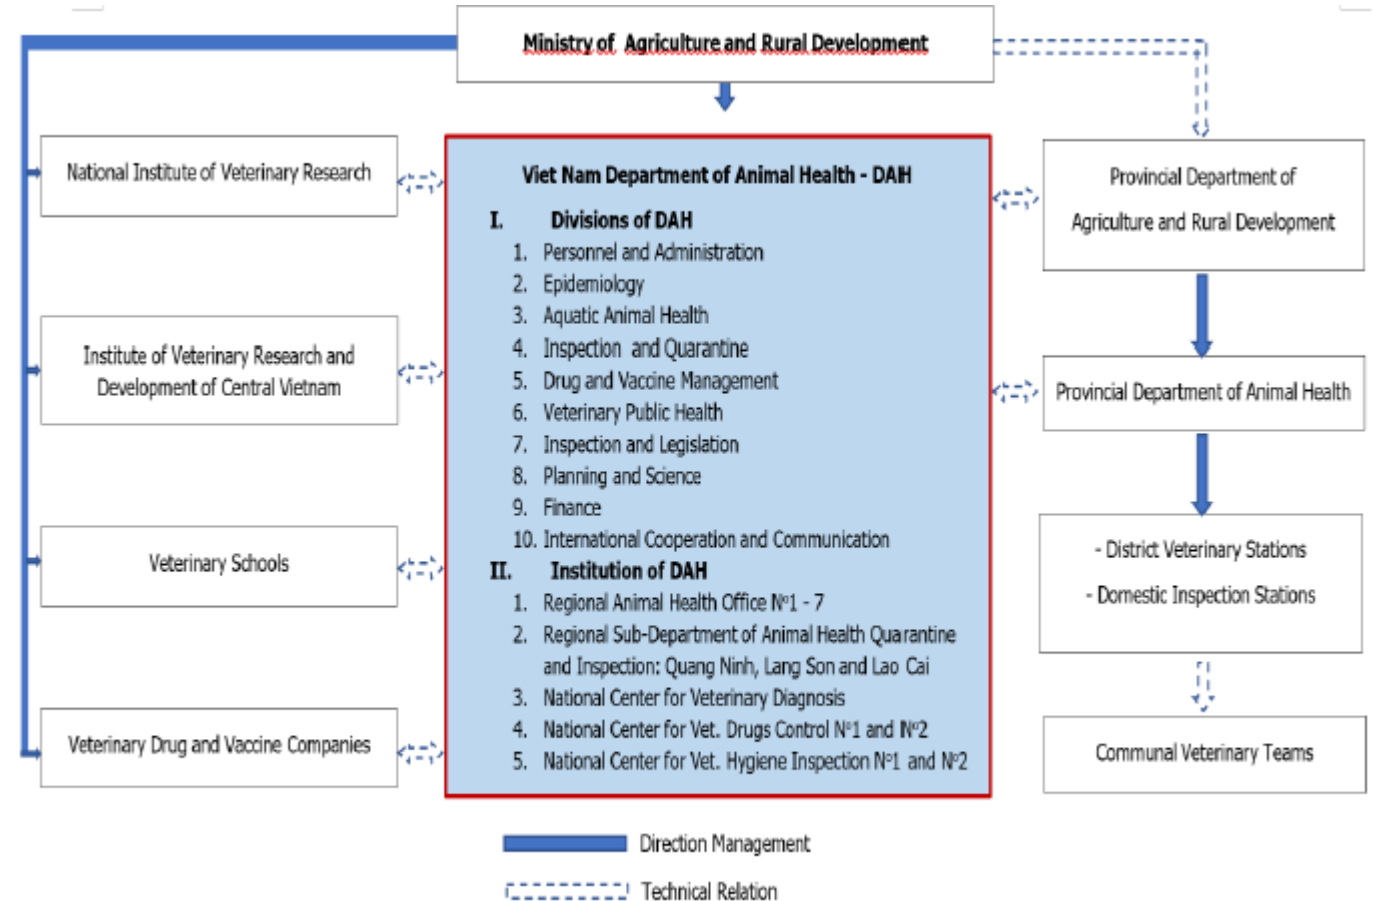 Ministry of Agriculture and Rural Development
National Institute of Veterinary Research
Institute of Veterinary Research and
Development of Central Vietnam
Veterinary Schools
Veterinary Drug and Vaccine Companies
Viet Nam Department of Animal Health - DAH
I. Divisions of DAH
1. Personnel and Administration
2. Epidemiology
3. Aquatic Animal Health
4. Inspection and Quarantine
5. Drug and Vaccine Management
6. Veterinary Public Health
7. Inspection and Legislation
8. Planning and Science
9. Finance
10. International Cooperation and Communication
II. Institution of DAH
1. Regional Animal Health Office Nº1 - 7
2. Regional Sub-Department of Animal Health Quarantine
and Inspection: Quang Ninh, Lang Son and Lao Cai
3. National Center for Veterinary Diagnosis
4. National Center for Vet. Drugs Control Nº1 and Nº2
5. National Center for Vet. Hygiene Inspection Nº1 and Nº2
Provincial Department of
Agriculture and Rural Development
Provincial Department of Animal Health
- District Veterinary Stations
- Domestic Inspection Stations
Communal Veterinary Teams
Direction Management
Technical Relation